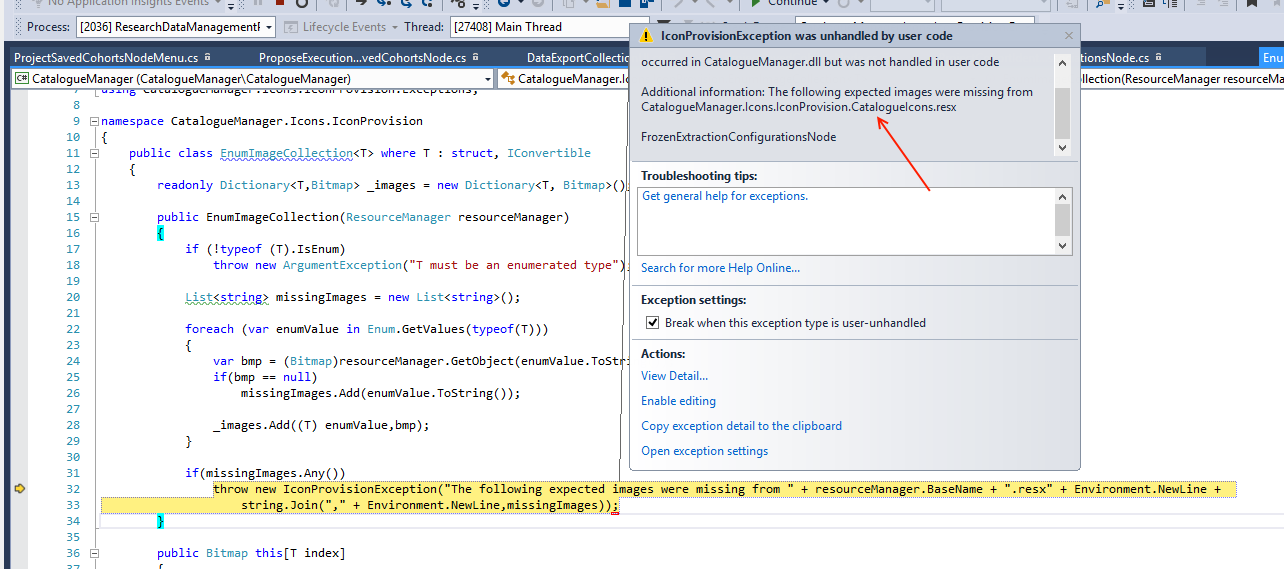 No Application Insights Events
Continue
Process: [2036] ResearchDataManagementP
Lifecycle Events
Thread: [27408] Main Thread
ProjectSavedCohortsNodeMenu.cs
ProposeExecution...vedCohortsNode.cs
DataExportCollection
ionsNode.cs
Enu
C# CatalogueManager (CatalogueManager\CatalogueManager)
CatalogueManager.Ic
llection(ResourceManager resourceMa
7 using CatalogueManager.Icons.IconProvision.Exceptions;
8
9 namespace CatalogueManager.Icons.IconProvision
10 {
11 public class EnumImageCollection<T> where T : struct, IConvertible
12 {
13 readonly Dictionary<T,Bitmap> _images = new Dictionary<T, Bitmap>()
14
15 public EnumImageCollection(ResourceManager resourceManager)
16 {
17 if (!typeof (T).IsEnum)
18 throw new ArgumentException("T must be an enumerated type");
19
20 List<string> missingImages = new List<string>();
21
22 foreach (var enumValue in Enum.GetValues(typeof(T)))
23 {
24 var bmp = (Bitmap)resourceManager.GetObject(enumValue.ToStri
25 if(bmp == null)
26 missingImages.Add(enumValue.ToString());
27
28 _images.Add((T) enumValue,bmp);
29 }
30
31 if(missingImages.Any())
32 throw new IconProvisionException("The following expected images were missing from " + resourceManager.BaseName + ".resx" + Environment.NewLine +
33 string.Join("," + Environment.NewLine,missingImages));
34 }
35
36 public Bitmap this[T index]
37 {
IconProvisionException was unhandled by user code
occurred in CatalogueManager.dll but was not handled in user code
Additional information: The following expected images were missing from
CatalogueManager.Icons.IconProvision.CatalogueIcons.resx
FrozenExtractionConfigurationsNode
Troubleshooting tips:
Get general help for exceptions.
Search for more Help Online...
Exception settings:
Break when this exception type is user-unhandled
Actions:
View Detail...
Enable editing
Copy exception detail to the clipboard
Open exception settings